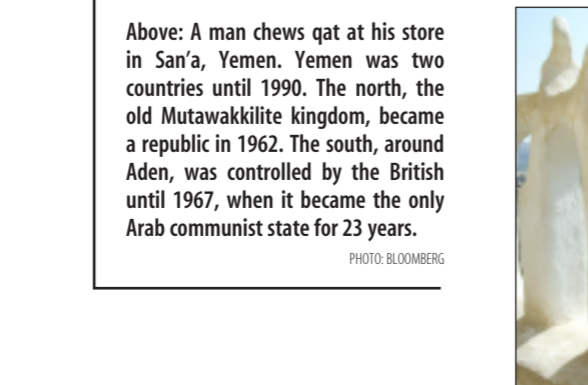 Above: A man chews qat at his store
in San’a, Yemen. Yemen was two
countries until 1990. The north, the
old Mutawakkilite kingdom, became
a republic in 1962. The south, around
Aden, was controlled by the British
until 1967, when it became the only
Arab communist state for 23 years.
PHOTO: BLOOMBERG